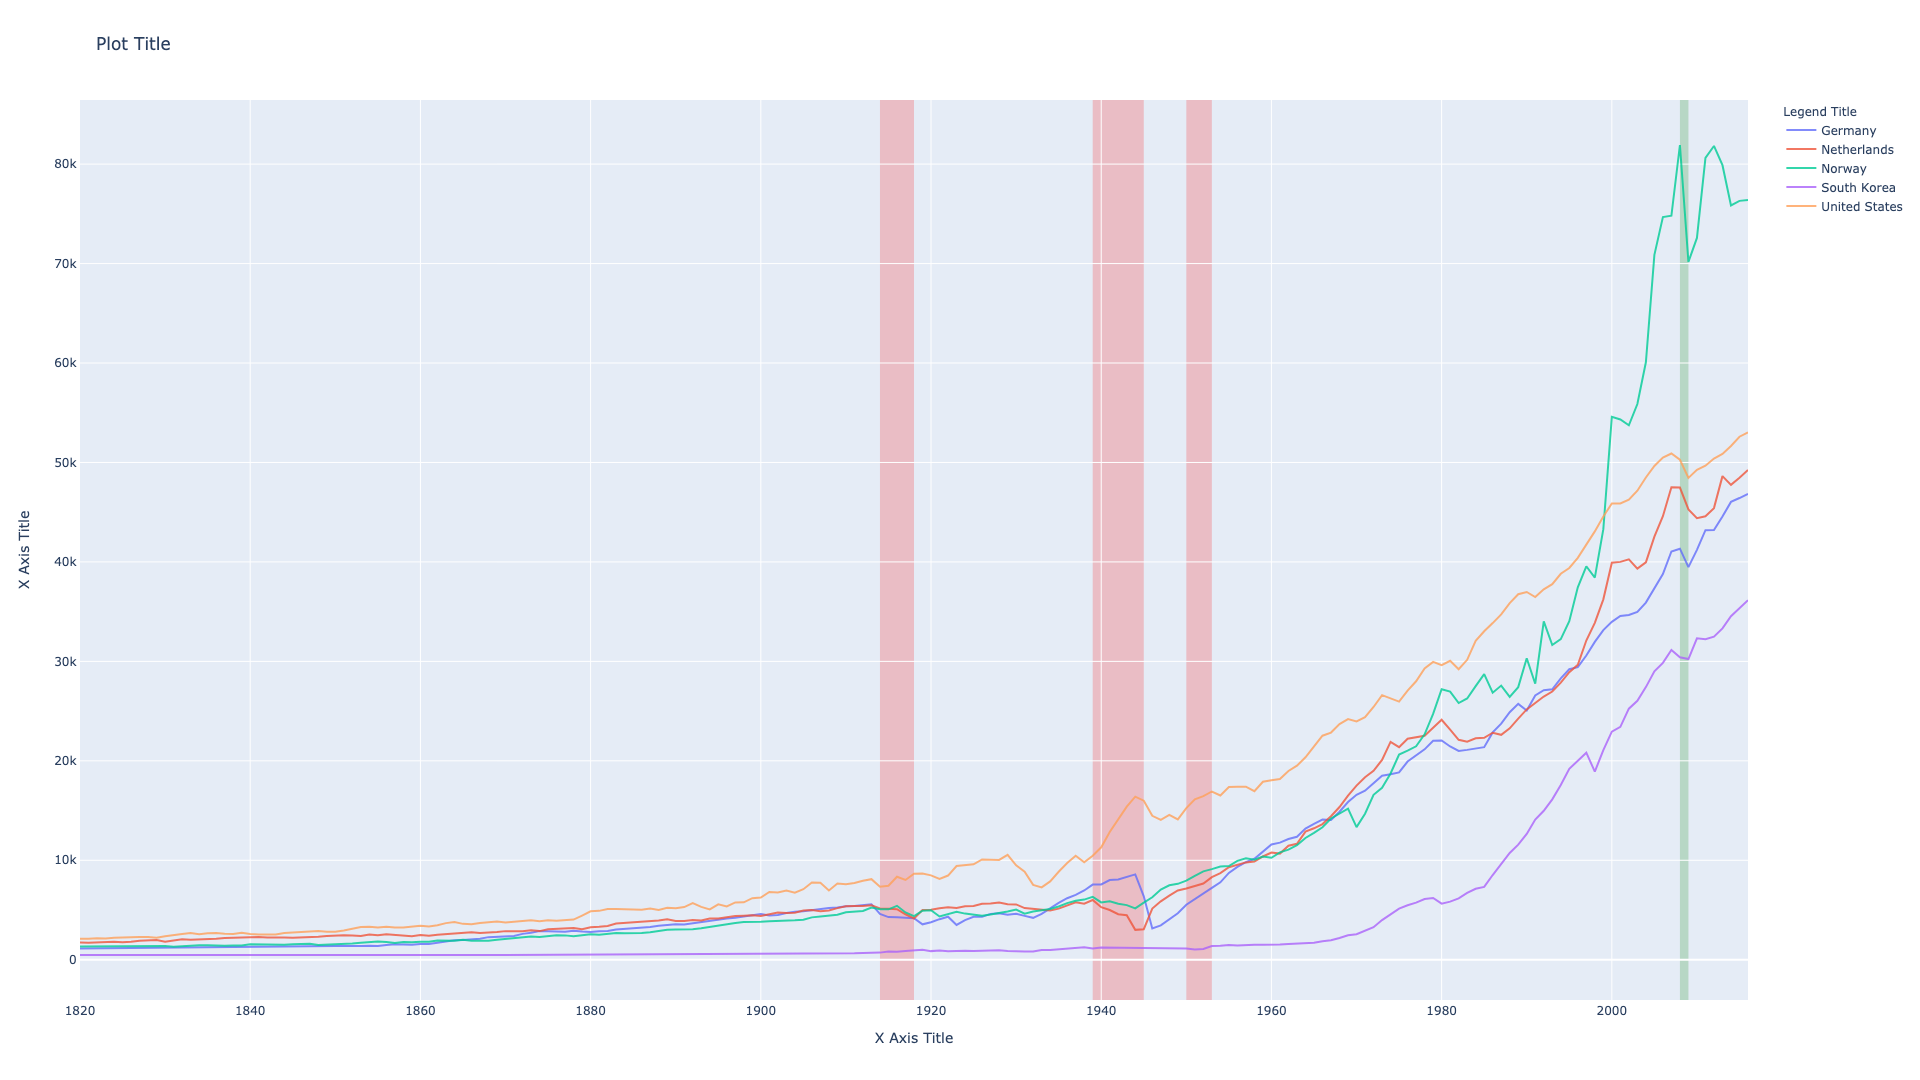 Plot Title
Legend Title
Germany
Netherlands
Norway
South Korea
United States
80k
70k
60k
50k
40k
30k
20k
10k
0
X Axis Title
1820 1840 1860 1880 1900 1920 1940 1960 1980 2000
X Axis Title